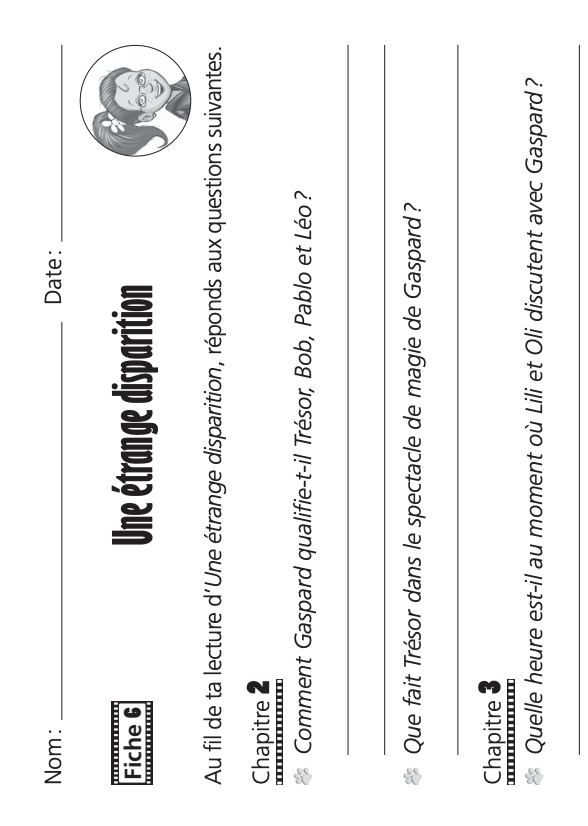 Nom: Date:
Fiche 6
Une étrange disparition
Au fil de ta lecture d'Une étrange disparition, réponds aux questions suivantes.
Chapitre 2
Comment Gaspard qualifie-t-il Trésor, Bob, Pablo et Léo?
Que fait Trésor dans le spectacle de magie de Gaspard?
Chapitre 3
Quelle heure est-il au moment où Lili et Oli discutent avec Gaspard?